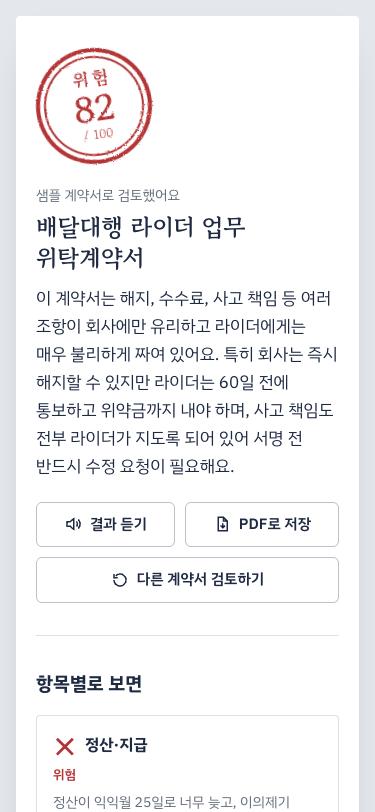 위험
82
/ 100
샘플 계약서로 검토했어요
배달대행 라이더 업무
위탁계약서
이 계약서는 해지, 수수료, 사고 책임 등 여러
조항이 회사에만 유리하고 라이더에게는
매우 불리하게 짜여 있어요. 특히 회사는 즉시
해지할 수 있지만 라이더는 60일 전에
통보하고 위약금까지 내야 하며, 사고 책임도
전부 라이더가 지도록 되어 있어 서명 전
반드시 수정 요청이 필요해요.
결과 듣기
PDF로 저장
다른 계약서 검토하기
항목별로 보면
정산·지급
위험
정산이 익익월 25일로 너무 늦고, 이의제기